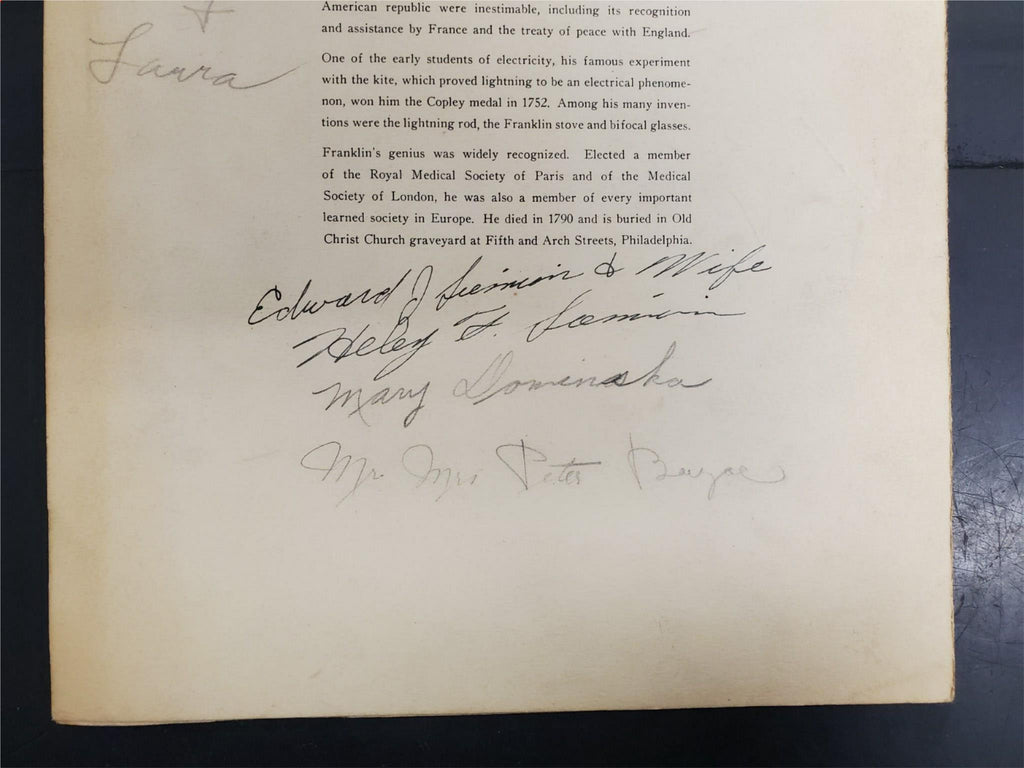 American republic were inestimable, including its recognition
and assistance by France and the treaty of peace with England.
Laura
One of the early students of electricity, his famous experiment
with the kite, which proved lightning to be an electrical phenome-
non, won him the Copley medal in 1752. Among his many inven-
tions were the lightning rod, the Franklin stove and bifocal glasses.
Franklin's genius was widely recognized. Elected a member
of the Royal Medical Society of Paris and of the Medical
Society of London, he was also a member of every important
learned society in Europe. He died in 1790 and is buried in Old
Christ Church graveyard at Fifth and Arch Streets, Philadelphia.
Edward J & Wife
F.
Mary Dominska
Mr Mrs Peter